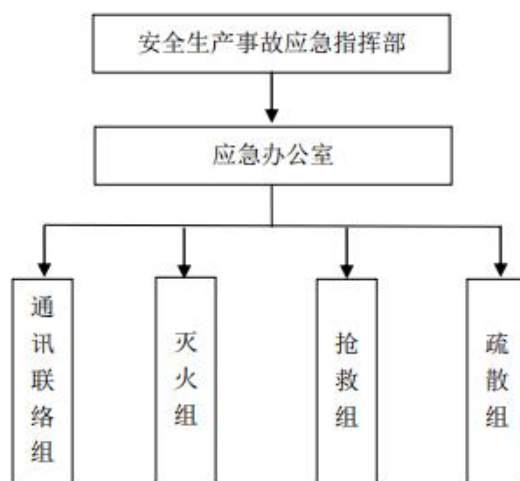 安全生产事故应急指挥部
应急办公室
通讯联络组
灭火组
抢救组
疏散组